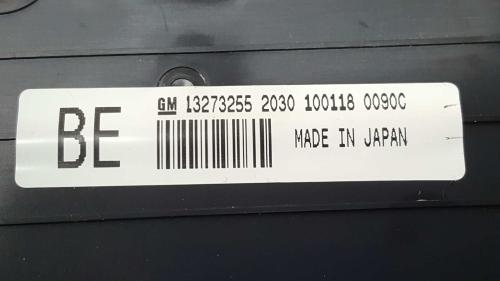 GM 13273255 2030 100118 0090C
BE
MADE IN JAPAN